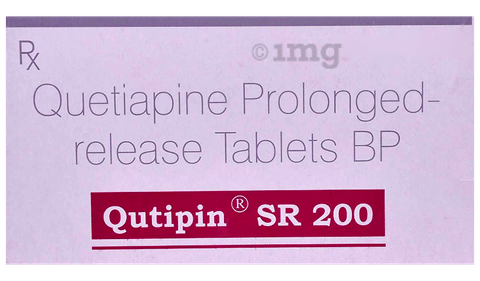 ©1mg
Rx
Quetiapine Prolonged-
release Tablets BP
Qutipin® SR 200